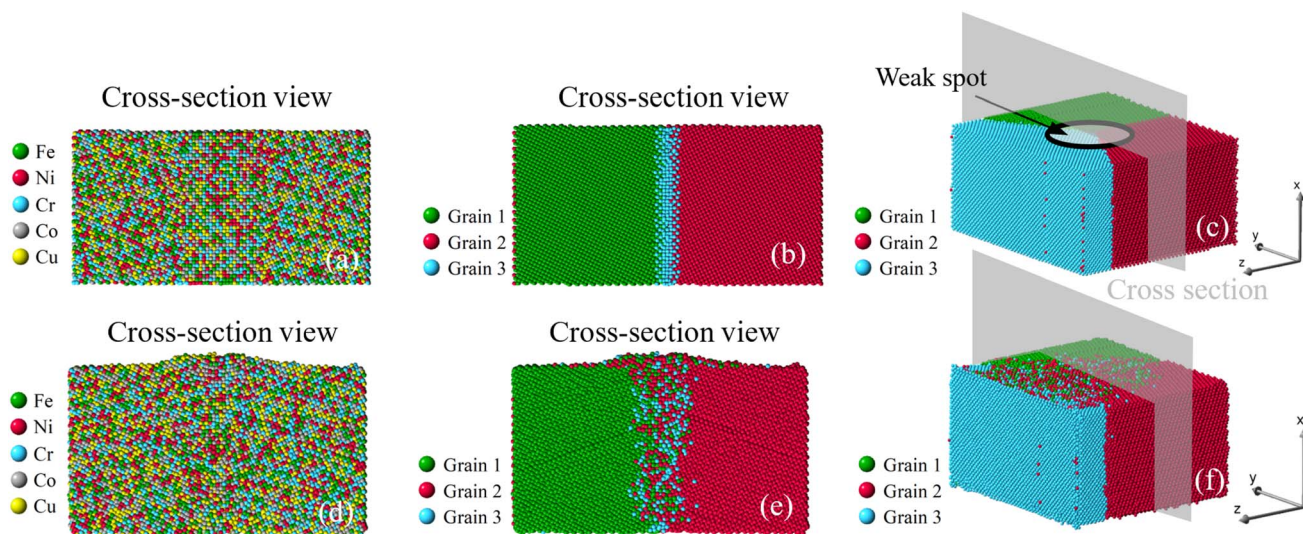 Cross-section view
Fe
Ni
Cr
Co
Cu
(a)
Cross-section view
Grain 1
Grain 2
Grain 3
(b)
Weak spot
Grain 1
Grain 2
Grain 3
(c)
x
y
z
Cross section
Cross-section view
Fe
Ni
Cr
Co
Cu
(d)
Cross-section view
Grain 1
Grain 2
Grain 3
(e)
Grain 1
Grain 2
Grain 3
(f)
x
y
z